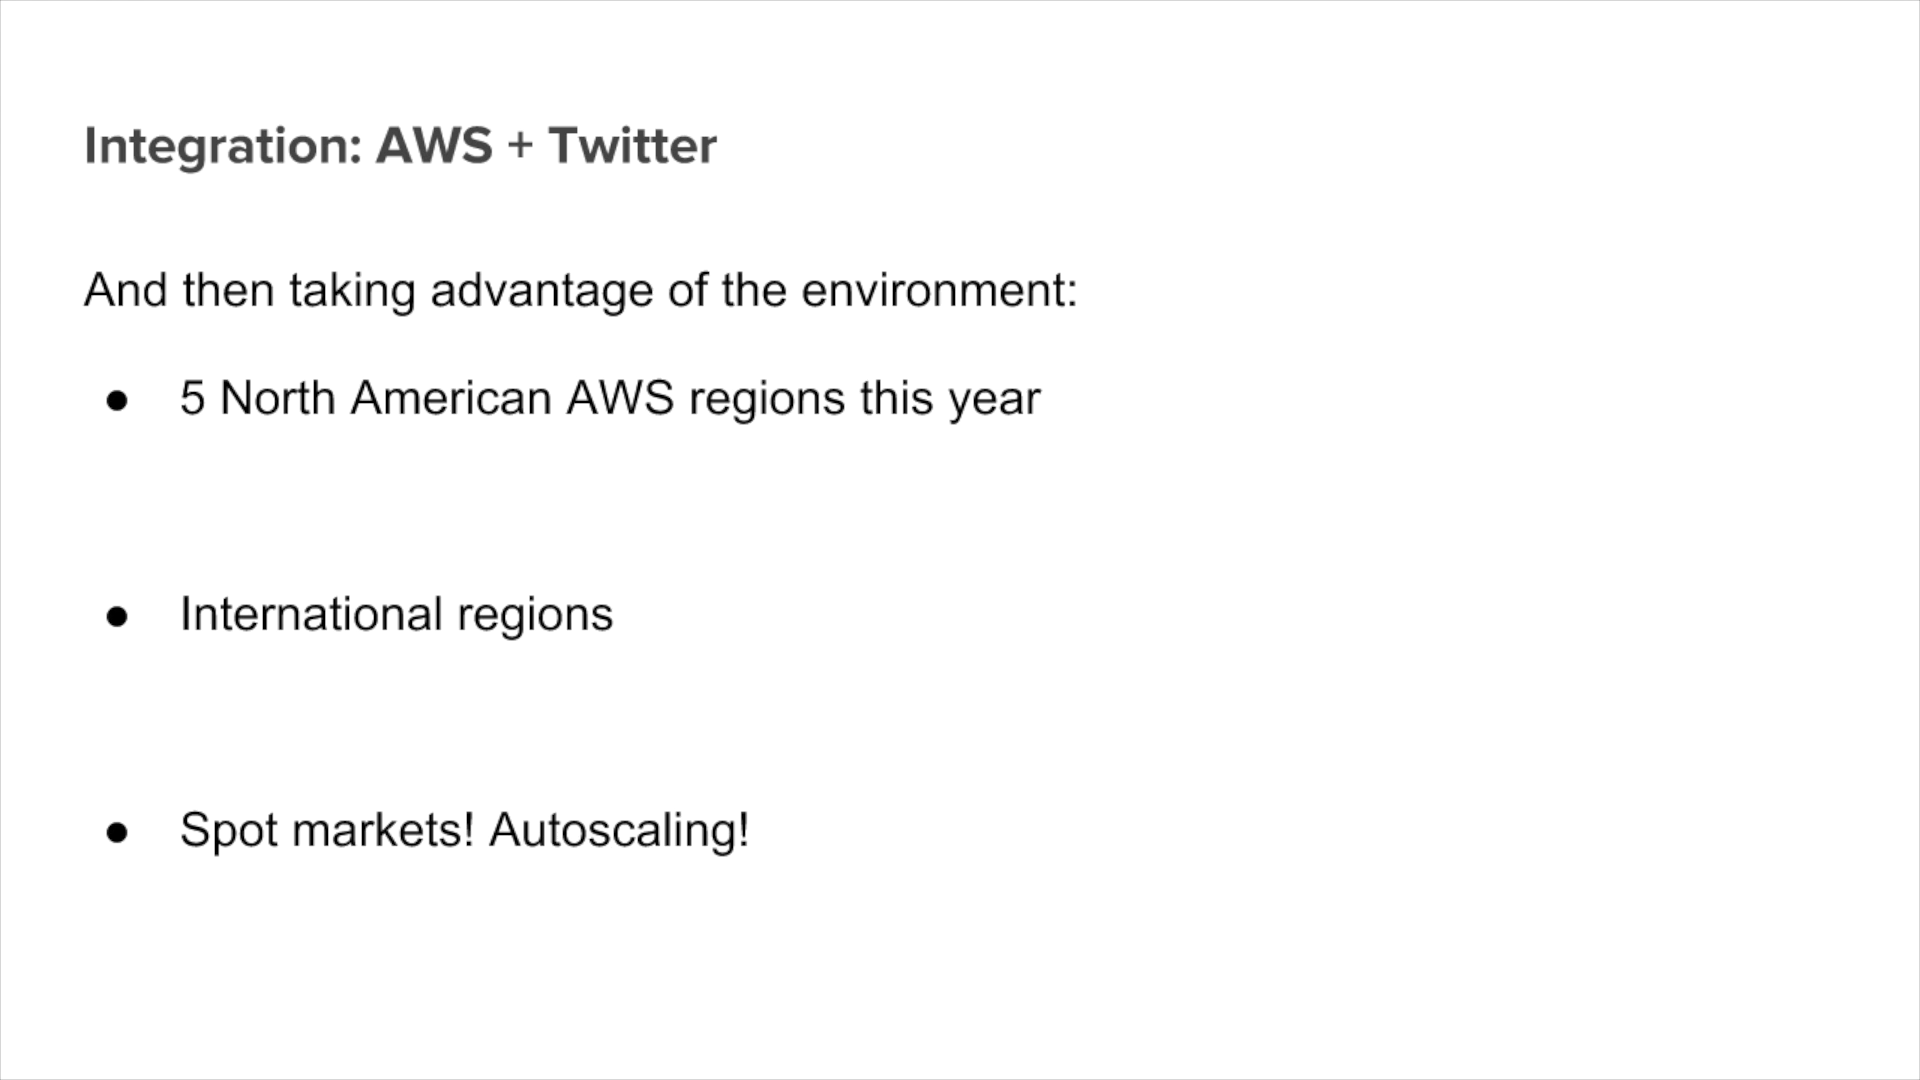 Integration: AWS + Twitter
And then taking advantage of the environment:
● 5 North American AWS regions this year
● International regions
● Spot markets! Autoscaling!